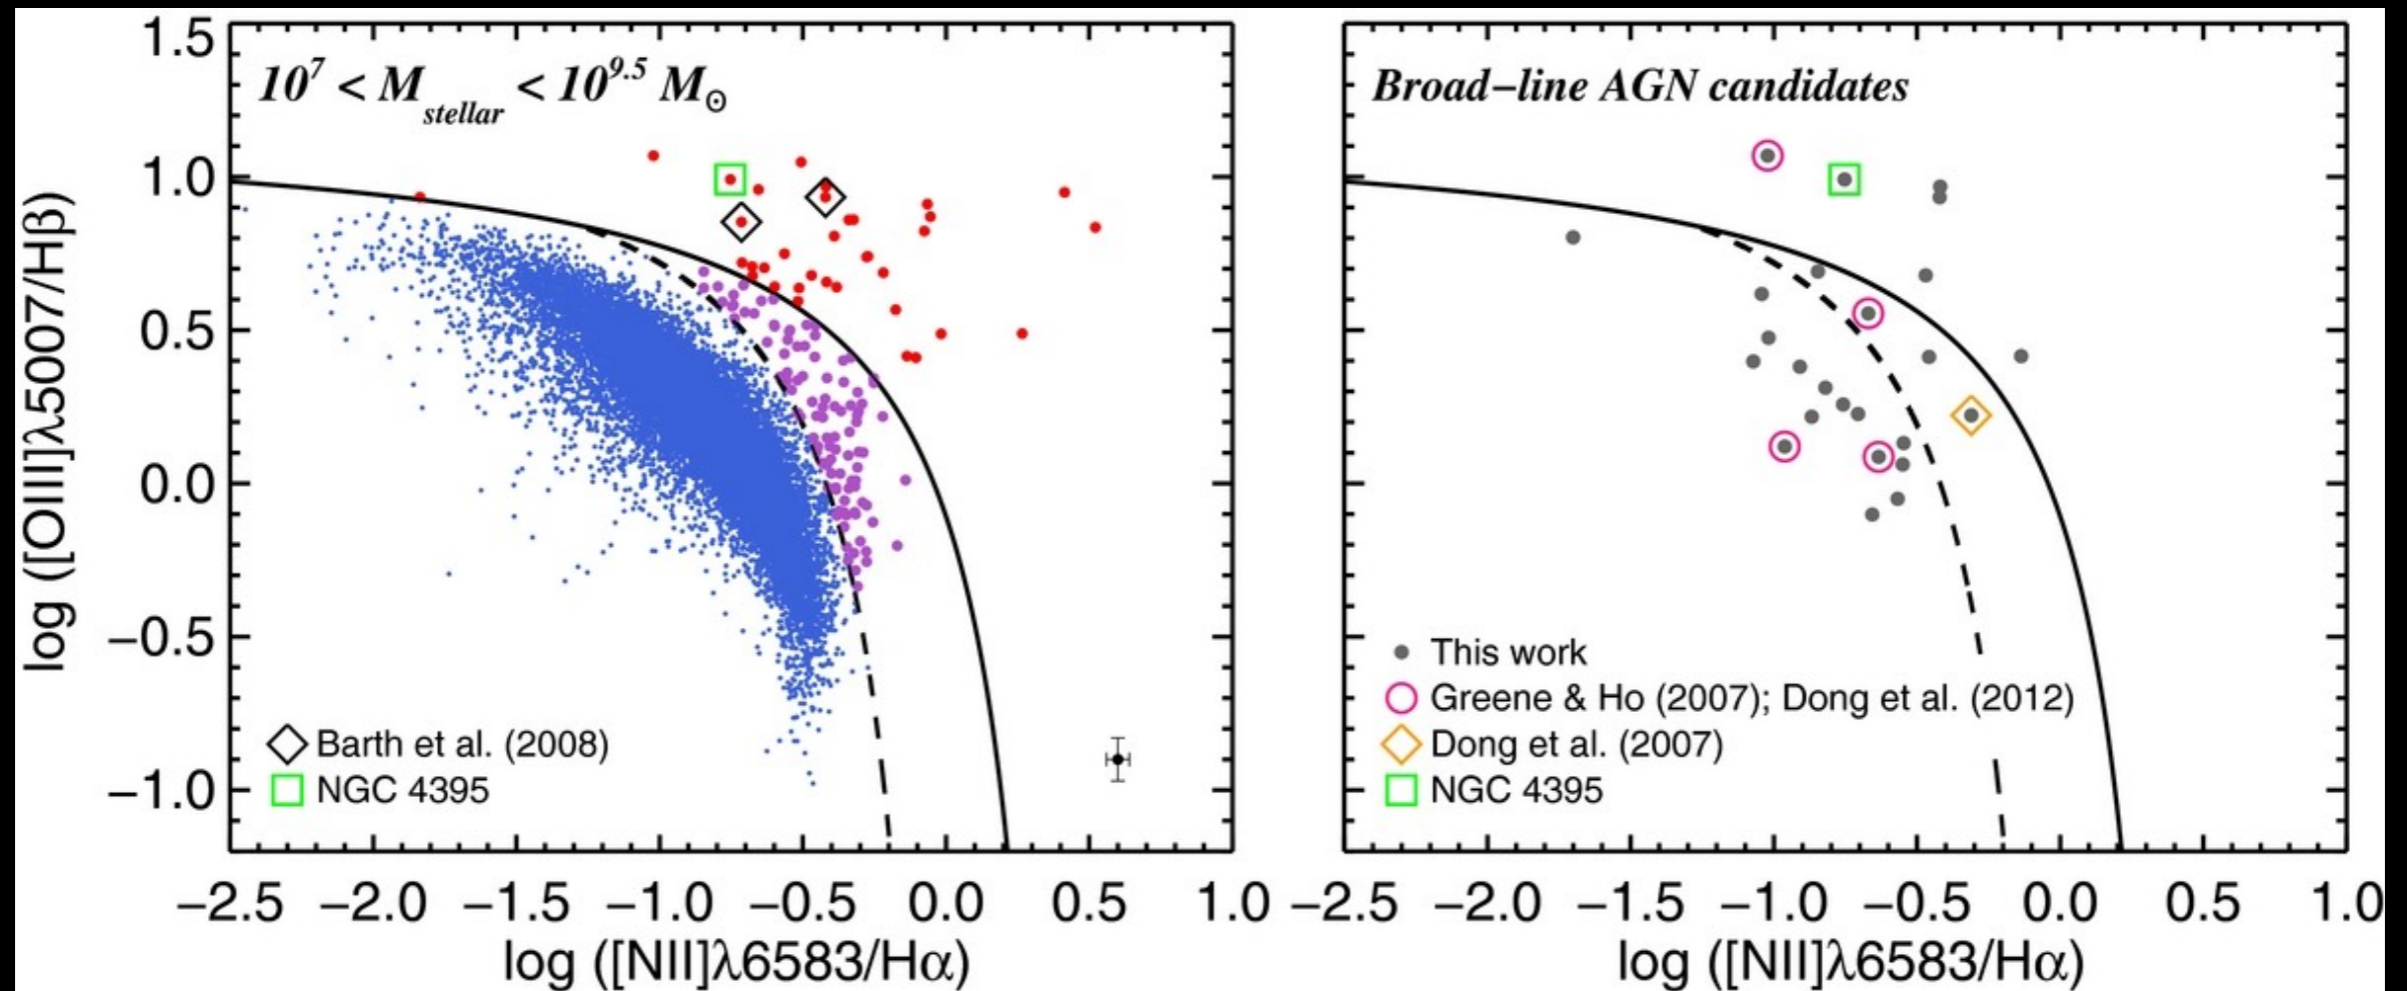 10⁷ < M_stellar < 10⁹·⁵ M⊙
1.5
1.0
0.5
0.0
−0.5
−1.0
log ([OIII]λ5007/Hβ)
Barth et al. (2008)
NGC 4395
−2.5 −2.0 −1.5 −1.0 −0.5 0.0 0.5 1.0
log ([NII]λ6583/Hα)
Broad−line AGN candidates
This work
Greene & Ho (2007); Dong et al. (2012)
Dong et al. (2007)
NGC 4395
−2.5 −2.0 −1.5 −1.0 −0.5 0.0 0.5 1.0
log ([NII]λ6583/Hα)